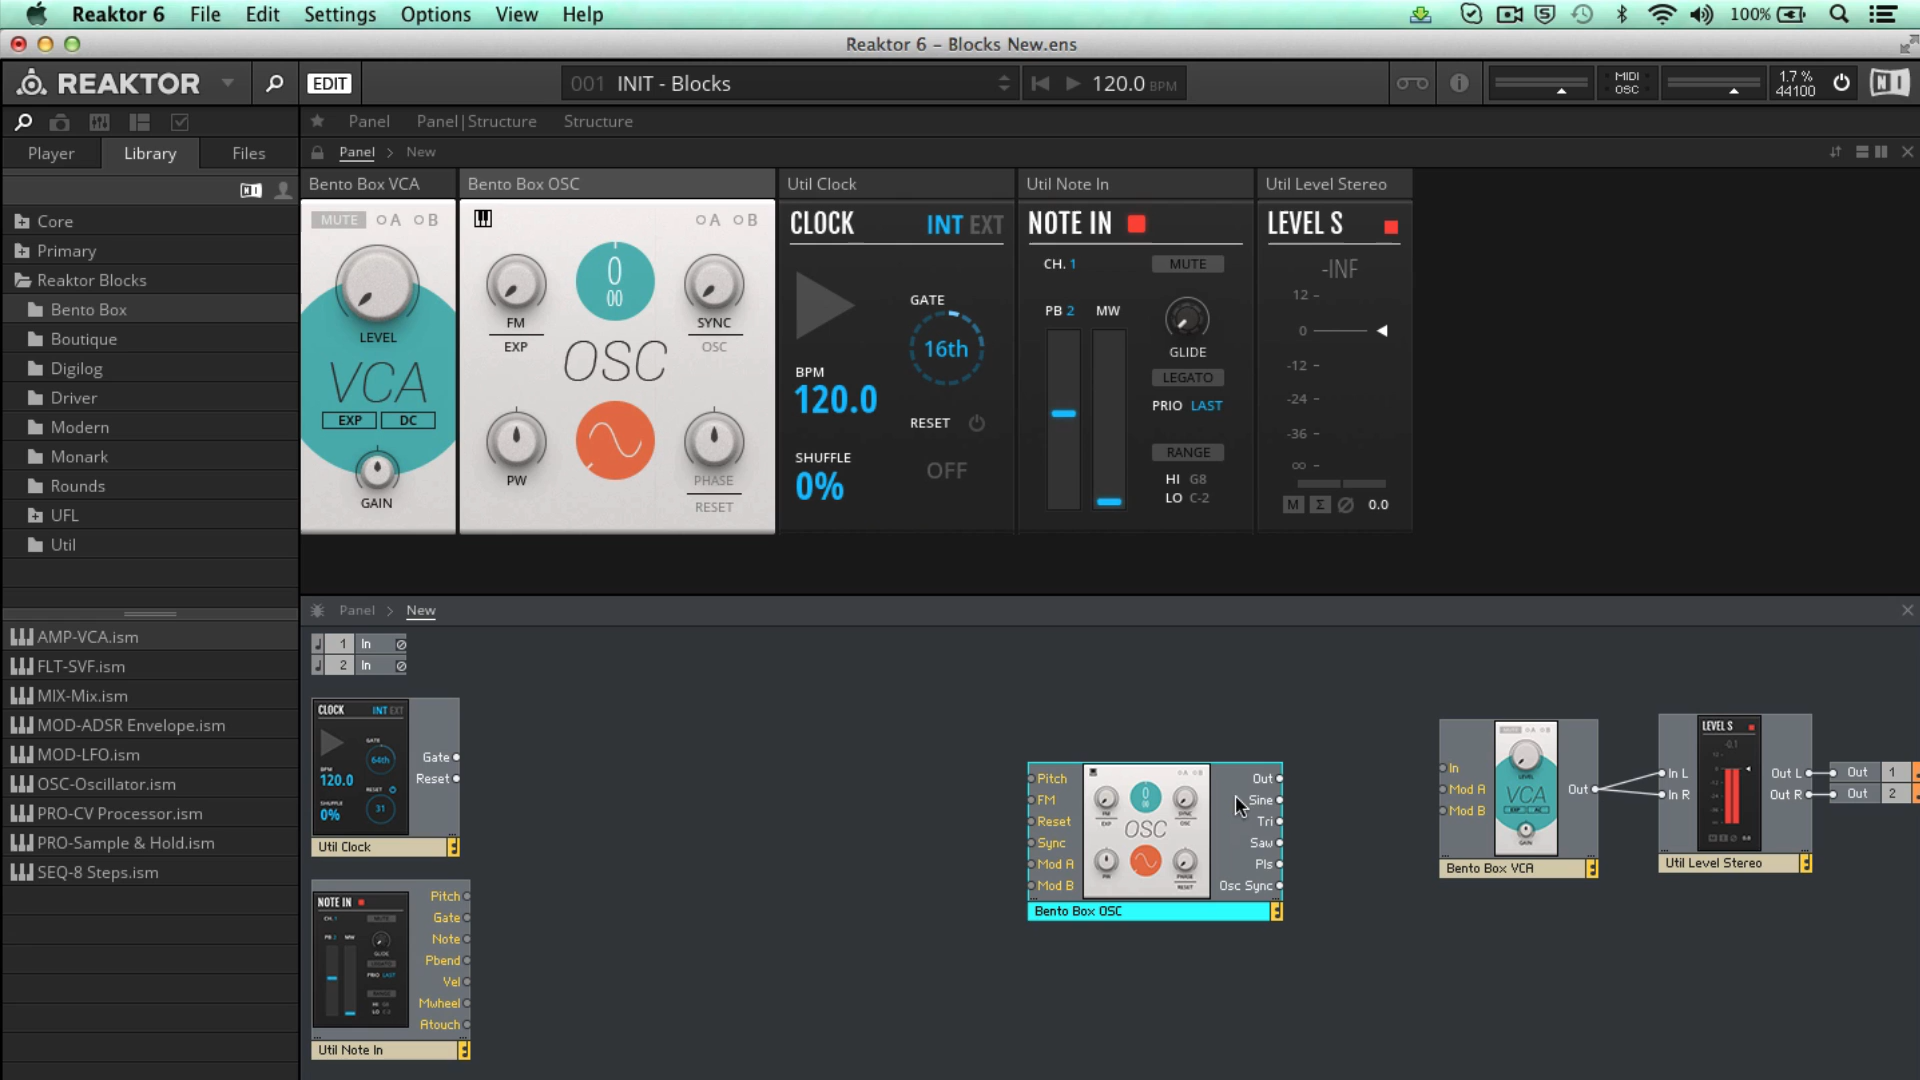 Reaktor 6 File Edit Settings Options View Help 100%
Reaktor 6 – Blocks New.ens
REAKTOR EDIT 001 INIT - Blocks 120.0 BPM MIDI OSC 1.7 % 44100
Panel Panel|Structure Structure
Player Library Files
Panel > New
Core
Primary
Reaktor Blocks
Bento Box
Boutique
Digilog
Driver
Modern
Monark
Rounds
UFL
Util
AMP-VCA.ism
FLT-SVF.ism
MIX-Mix.ism
MOD-ADSR Envelope.ism
MOD-LFO.ism
OSC-Oscillator.ism
PRO-CV Processor.ism
PRO-Sample & Hold.ism
SEQ-8 Steps.ism
Bento Box VCA
MUTE A B
LEVEL
VCA
EXP DC
GAIN
Bento Box OSC
A B
0
00
FM
EXP
SYNC
OSC
OSC
PW
PHASE
RESET
Util Clock
CLOCK INT EXT
GATE
16th
BPM
120.0
RESET
SHUFFLE
0%
OFF
Util Note In
NOTE IN
CH. 1 MUTE
PB 2 MW
GLIDE
LEGATO
PRIO LAST
RANGE
HI G8
LO C-2
Util Level Stereo
LEVEL S
-INF
12
0
-12
-24
-36
∞
M Σ 0.0
Panel > New
1 In
2 In
CLOCK INT EXT
GATE
64th
BPM
120.0
RESET
SHUFFLE
0%
31
Gate
Reset
Util Clock
NOTE IN
Pitch
Gate
Note
Pbend
Vel
Mwheel
Atouch
Util Note In
Pitch
FM
Reset
Sync
Mod A
Mod B
OSC
Out
Sine
Tri
Saw
Pls
Osc Sync
Bento Box OSC
In
Mod A
Mod B
VCA
Out
Bento Box VCA
In L
In R
LEVEL S
Out L
Out R
Util Level Stereo
Out 1
Out 2